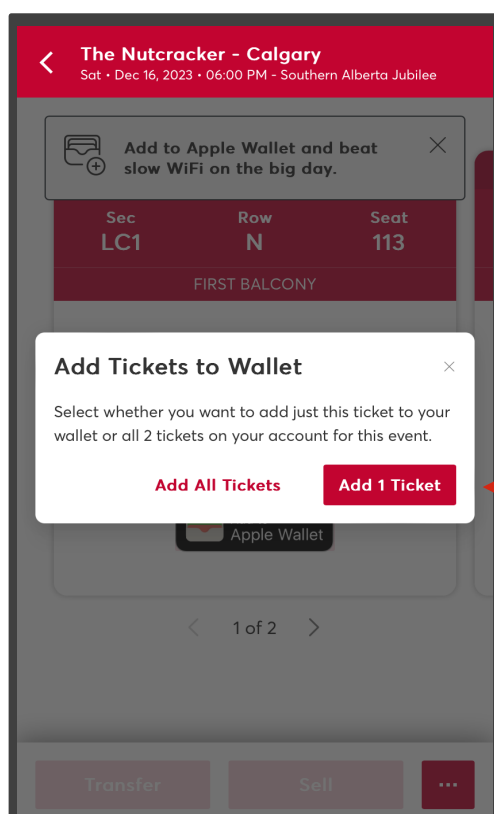 The Nutcracker - Calgary
Sat • Dec 16, 2023 • 06:00 PM - Southern Alberta Jubilee
Add to Apple Wallet and beat
slow WiFi on the big day.
Sec Row Seat
LC1 N 113
FIRST BALCONY
Add Tickets to Wallet
Select whether you want to add just this ticket to your
wallet or all 2 tickets on your account for this event.
Add All Tickets Add 1 Ticket
Apple Wallet
1 of 2
Transfer Sell